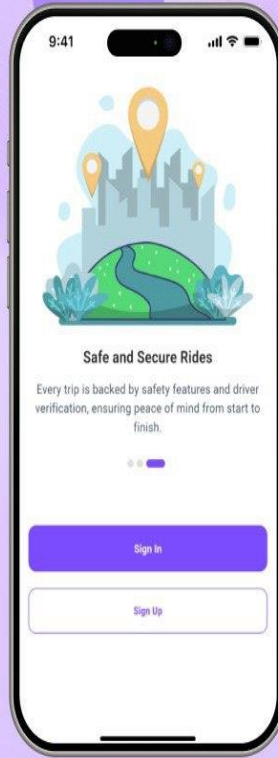 9:41
Safe and Secure Rides
Every trip is backed by safety features and driver
verification, ensuring peace of mind from start to
finish.
Sign In
Sign Up